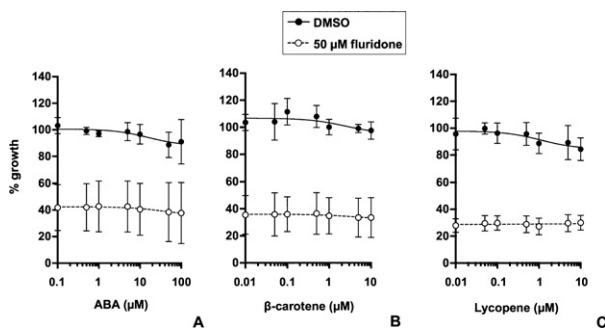 DMSO
50 µM fluridone
140
120
100
80
60
40
20
0
% growth
0.1 1 10 100
ABA (µM)
A
140
120
100
80
60
40
20
0
0.01 0.1 1 10
β-carotene (µM)
B
140
120
100
80
60
40
20
0
0.01 0.1 1 10
Lycopene (µM)
C